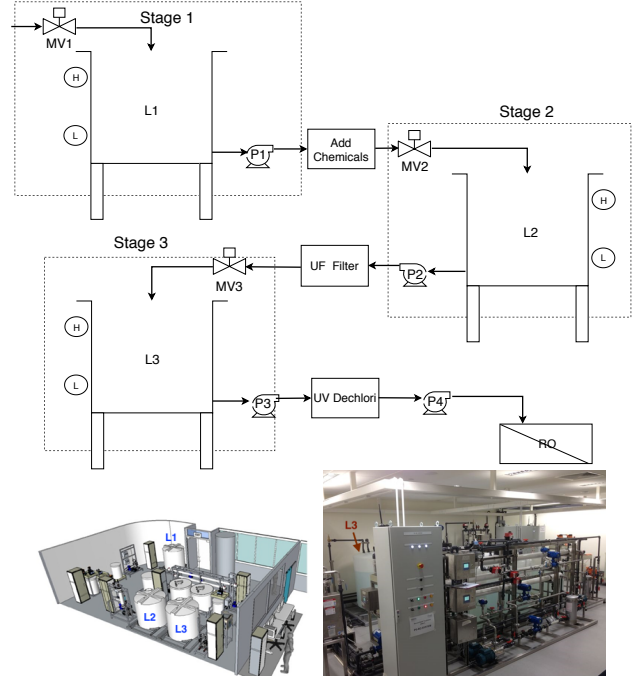 Stage 1
MV1
H
L1
L
P1
Add
Chemicals
Stage 2
MV2
H
L2
L
Stage 3
MV3
UF Filter
P2
H
L3
L
P3
UV Dechlori
P4
RO
L1
L2
L3
L3